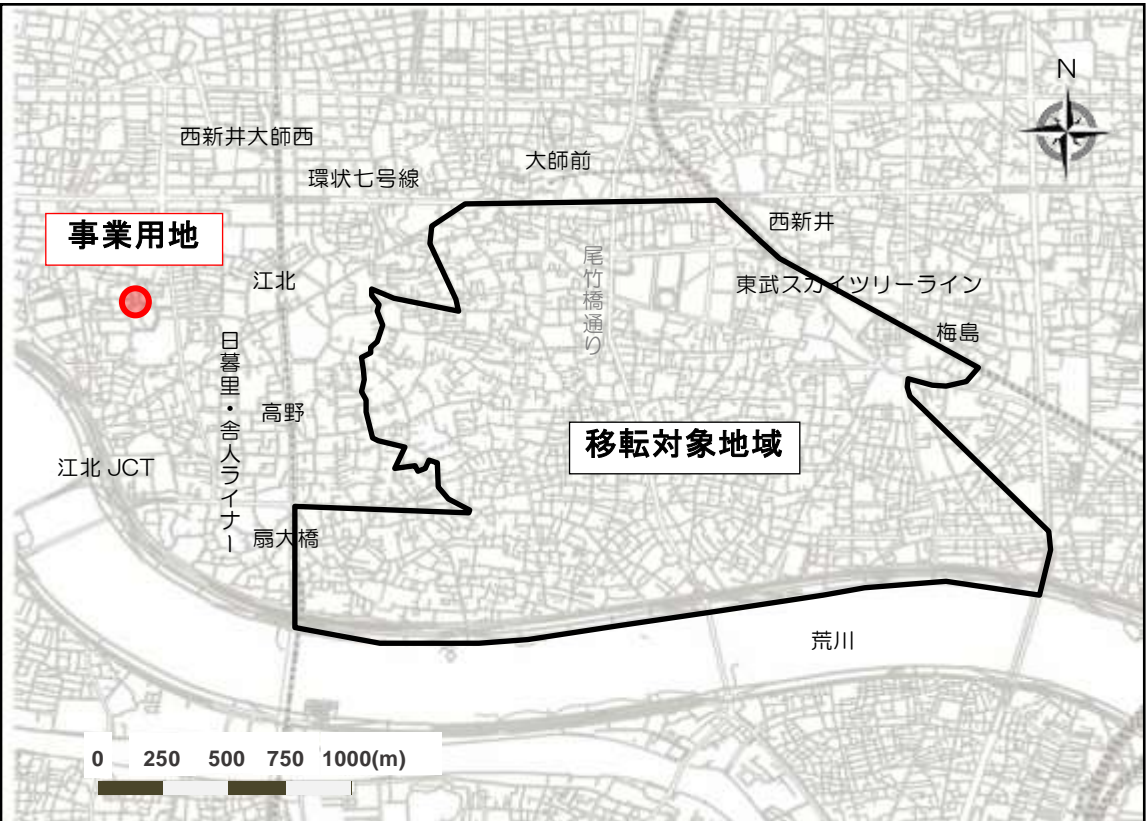 N
西新井大師西
大師前
環状七号線
事業用地
西新井
江北
尾竹橋通り
東武スカイツリーライン
梅島
日暮里・舎人ライナー
高野
移転対象地域
江北 JCT
扇大橋
荒川
0 250 500 750 1000(m)